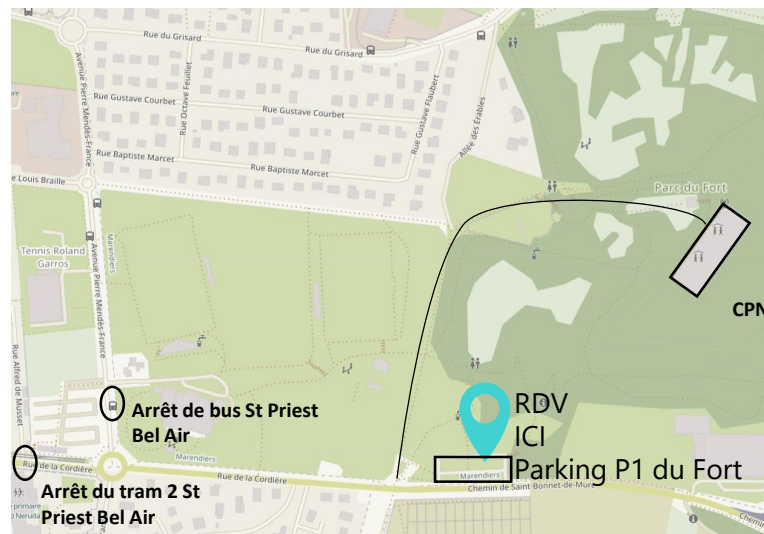 Rue du Grisard
Rue du Grisard
Avenue Pierre Mendès-France
Rue Octave Feuillet
Rue Gustave Courbet
Rue Gustave Courbet
Rue Gustave Flaubert
Allée des Érables
Rue Baptiste Marcet
Rue Baptiste Marcet
e Louis Braille
Parc du Fort
Marendiers
Tennis Roland
Garros
Avenue Pierre Mendès-France
CPN
Rue Alfred de Musset
Arrêt de bus St Priest
Bel Air
RDV
ICI
Parking P1 du Fort
Marendiers
Marendiers
Rue de la Cordière
Rue de la Cordière
Chemin de Saint-Bonnet-de-Mure
Arrêt du tram 2 St
Priest Bel Air
primaire
o Neruda
Chemin